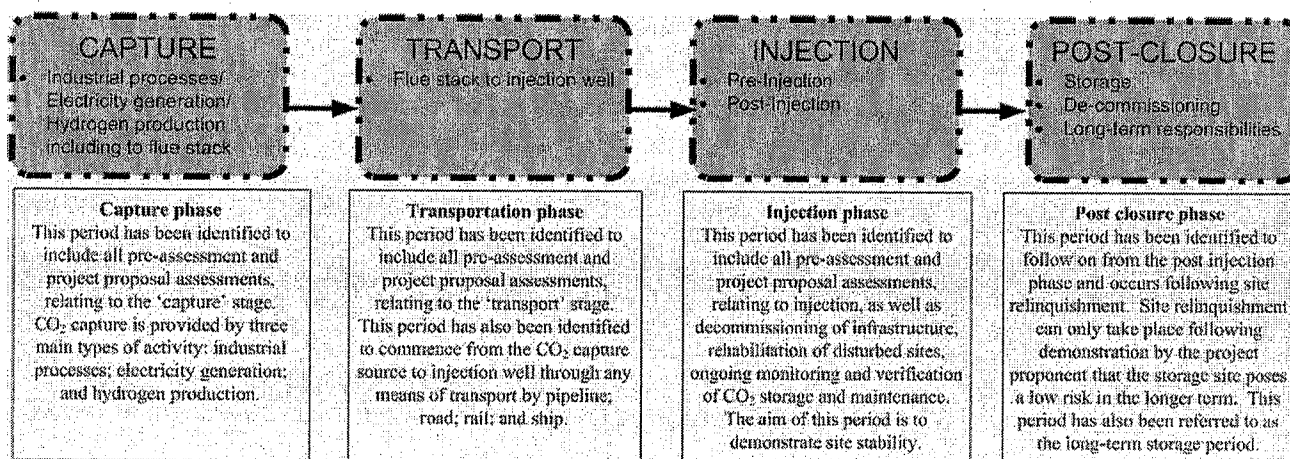 CAPTURE
• Industrial processes/
Electricity generation/
Hydrogen production
including to flue stack
TRANSPORT
• Flue stack to injection well
INJECTION
• Pre-Injection
• Post-Injection
POST-CLOSURE
• Storage
• De-commissioning
• Long-term responsibilities
Capture phase
This period has been identified to
include all pre-assessment and
project proposal assessments,
relating to the ‘capture’ stage.
CO₂ capture is provided by three
main types of activity: industrial
processes; electricity generation;
and hydrogen production.
Transportation phase
This period has been identified to
include all pre-assessment and
project proposal assessments,
relating to the ‘transport’ stage.
This period has also been identified
to commence from the CO₂ capture
source to injection well through any
means of transport by pipeline;
road; rail; and ship.
Injection phase
This period has been identified to
include all pre-assessment and
project proposal assessments,
relating to injection, as well as
decommissioning of infrastructure,
rehabilitation of disturbed sites,
ongoing monitoring and verification
of CO₂ storage and maintenance.
The aim of this period is to
demonstrate site stability.
Post closure phase
This period has been identified to
follow on from the post injection
phase and occurs following site
relinquishment. Site relinquishment
can only take place following
demonstration by the project
proponent that the storage site poses
a low risk in the longer term. This
period has also been referred to as
the long-term storage period.